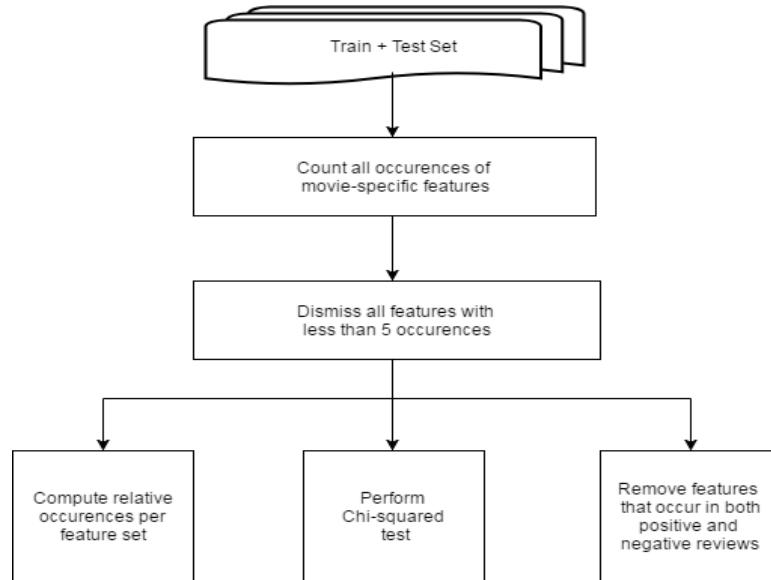 Train + Test Set
Count all occurences of
movie-specific features
Dismiss all features with
less than 5 occurences
Compute relative
occurences per
feature set
Perform
Chi-squared
test
Remove features
that occur in both
positive and
negative reviews